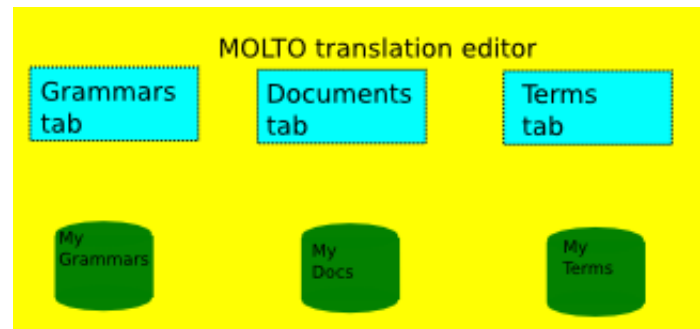 MOLTO translation editor
Grammars
tab
Documents
tab
Terms
tab
My
Grammars
My
Docs
My
Terms